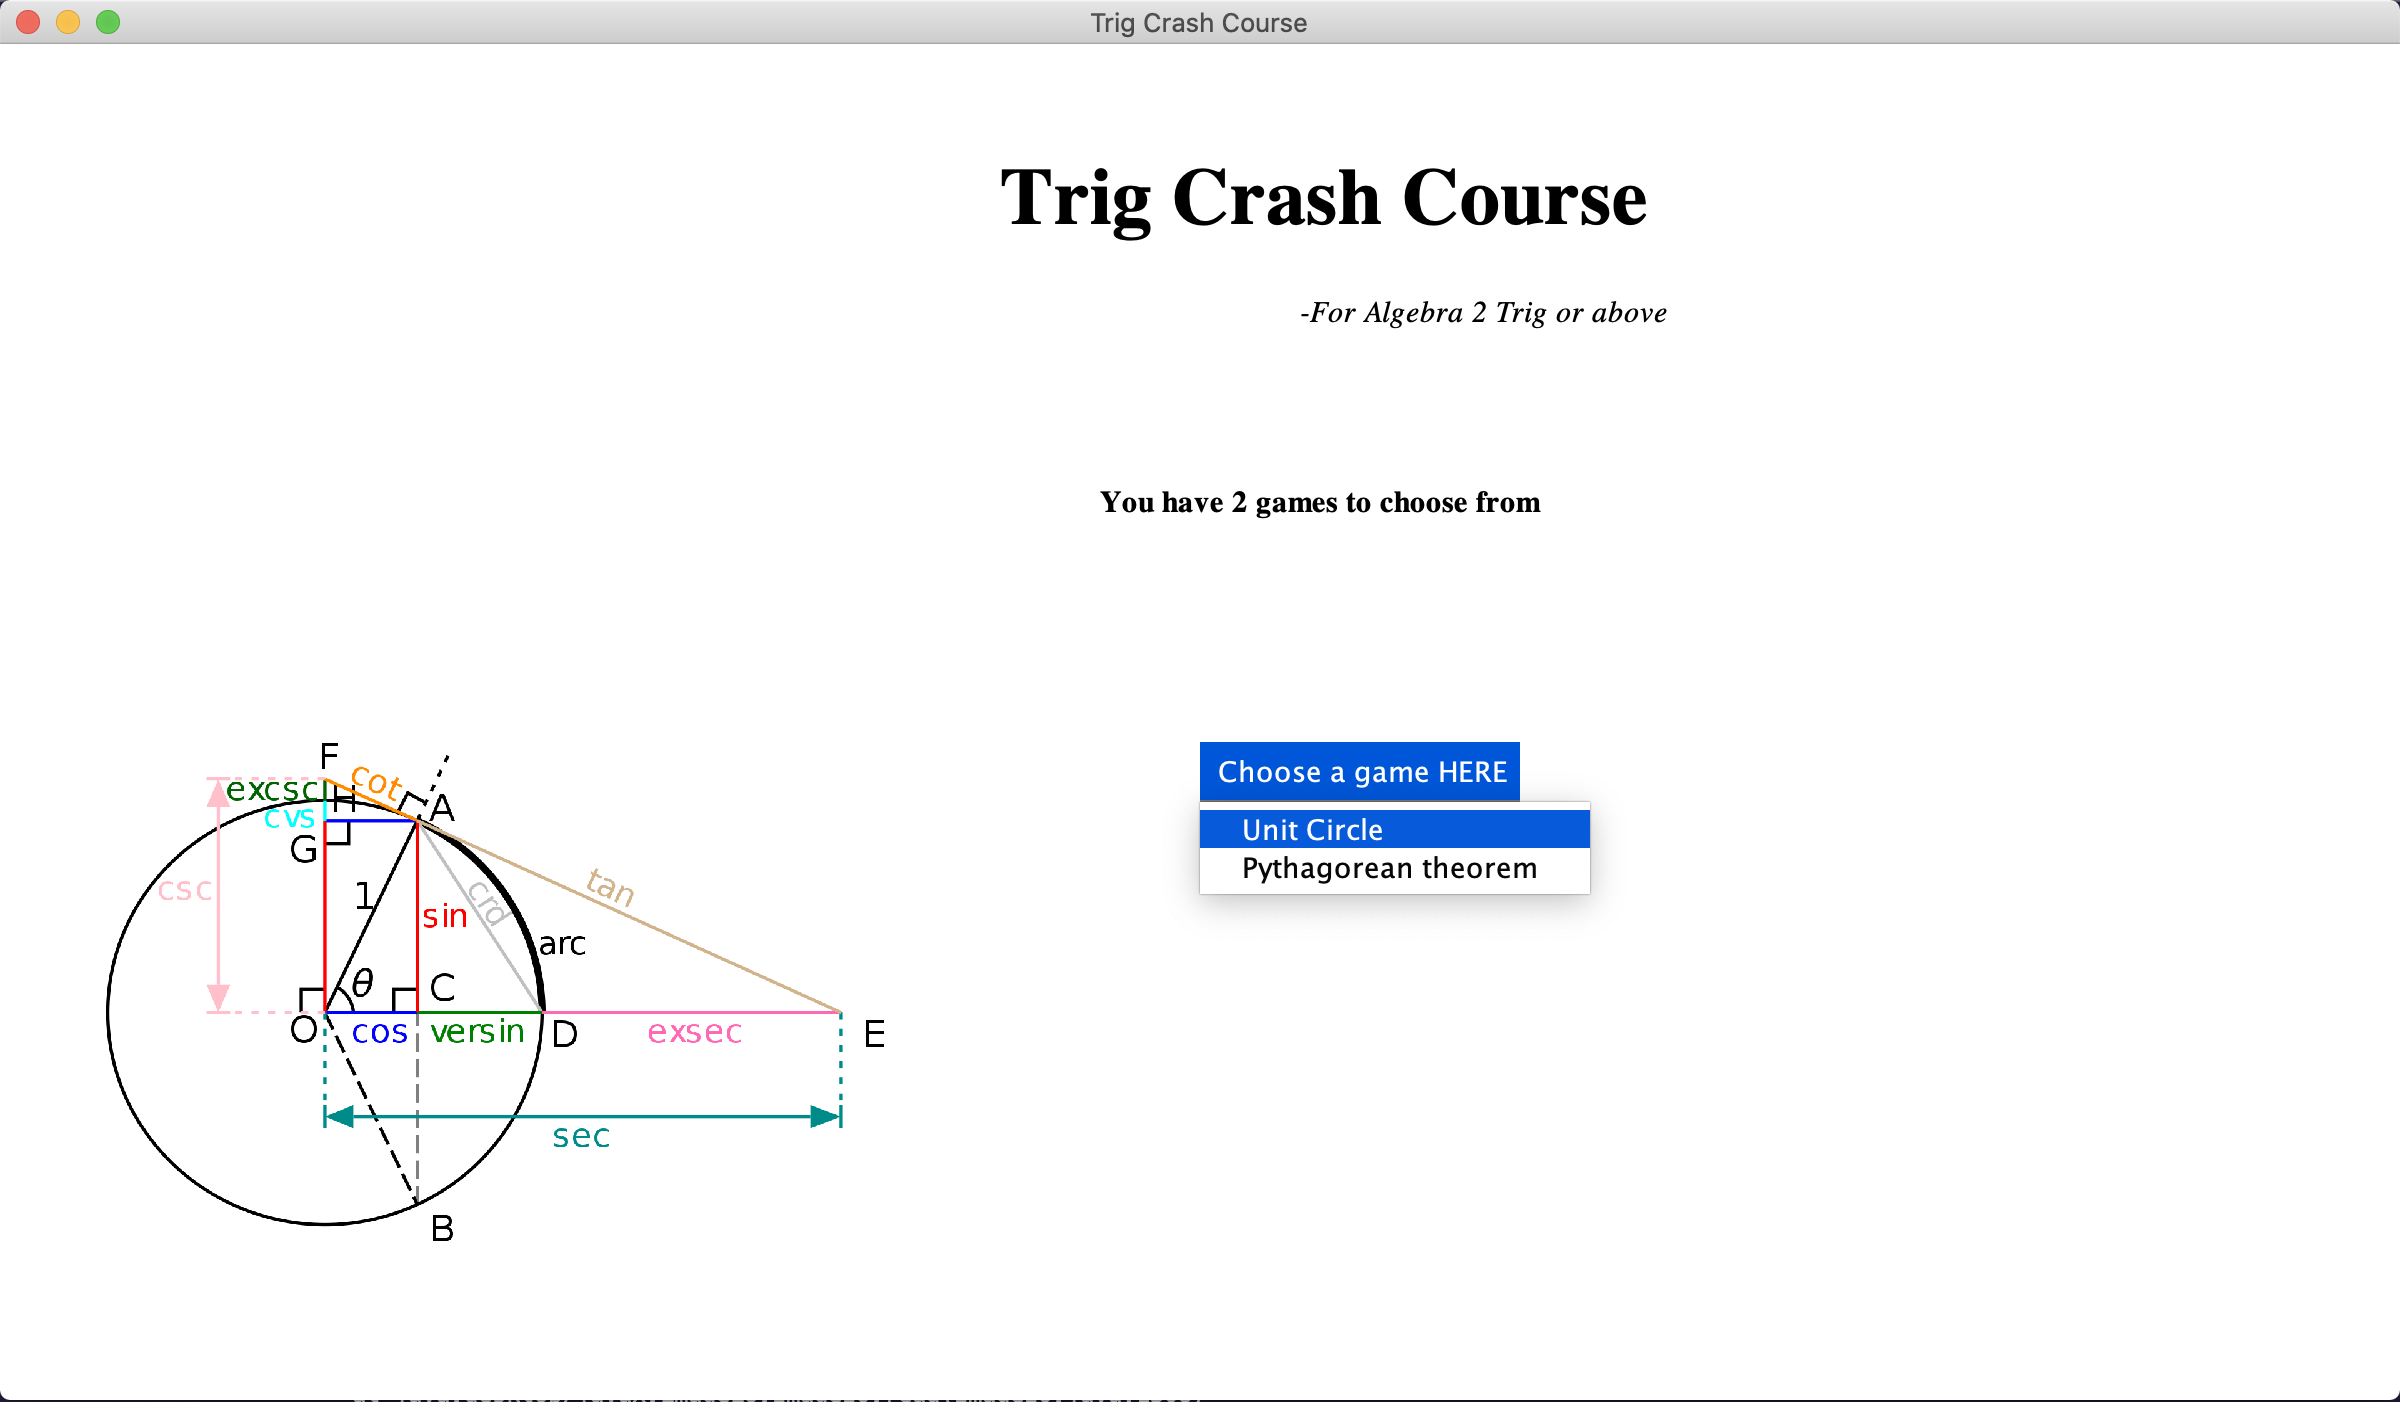 Trig Crash Course
Trig Crash Course
-For Algebra 2 Trig or above
You have 2 games to choose from
Choose a game HERE
Unit Circle
Pythagorean theorem
F
cot
excsc
H
A
cvs
G
csc
1
sin
crd
tan
arc
θ
C
O
cos
versin
D
exsec
E
sec
B